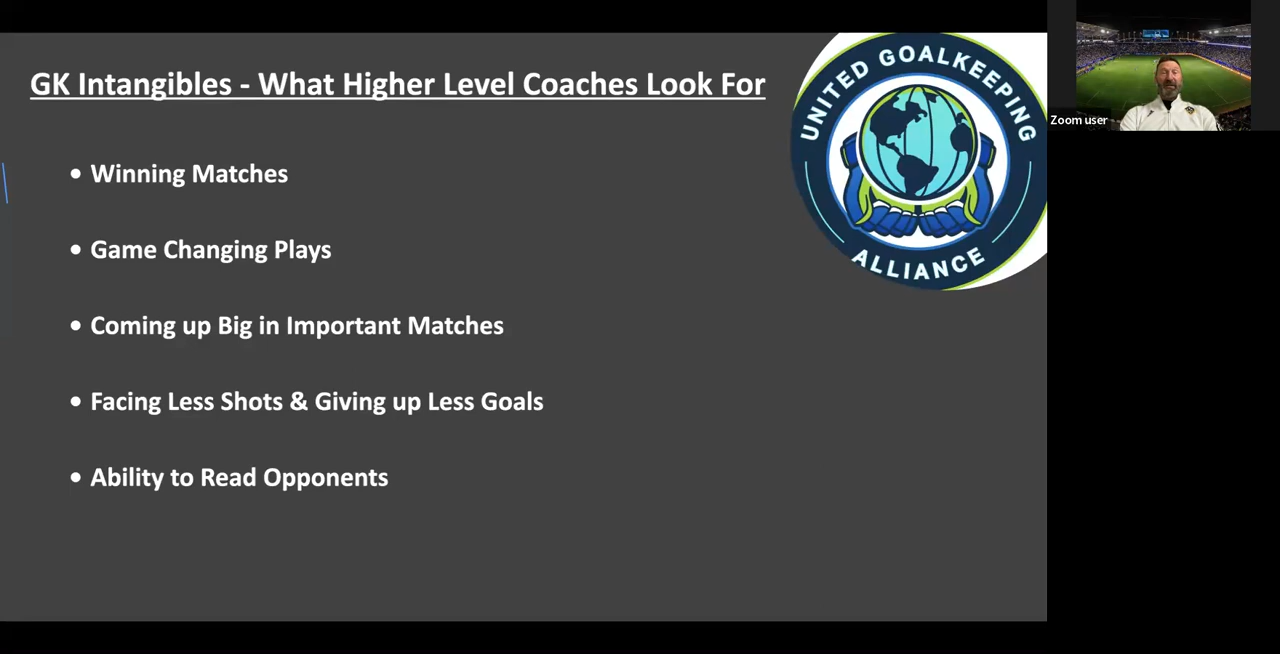 GK Intangibles - What Higher Level Coaches Look For
UNITED GOALKEEPING
ALLIANCE
Zoom user
• Winning Matches
• Game Changing Plays
• Coming up Big in Important Matches
• Facing Less Shots & Giving up Less Goals
• Ability to Read Opponents